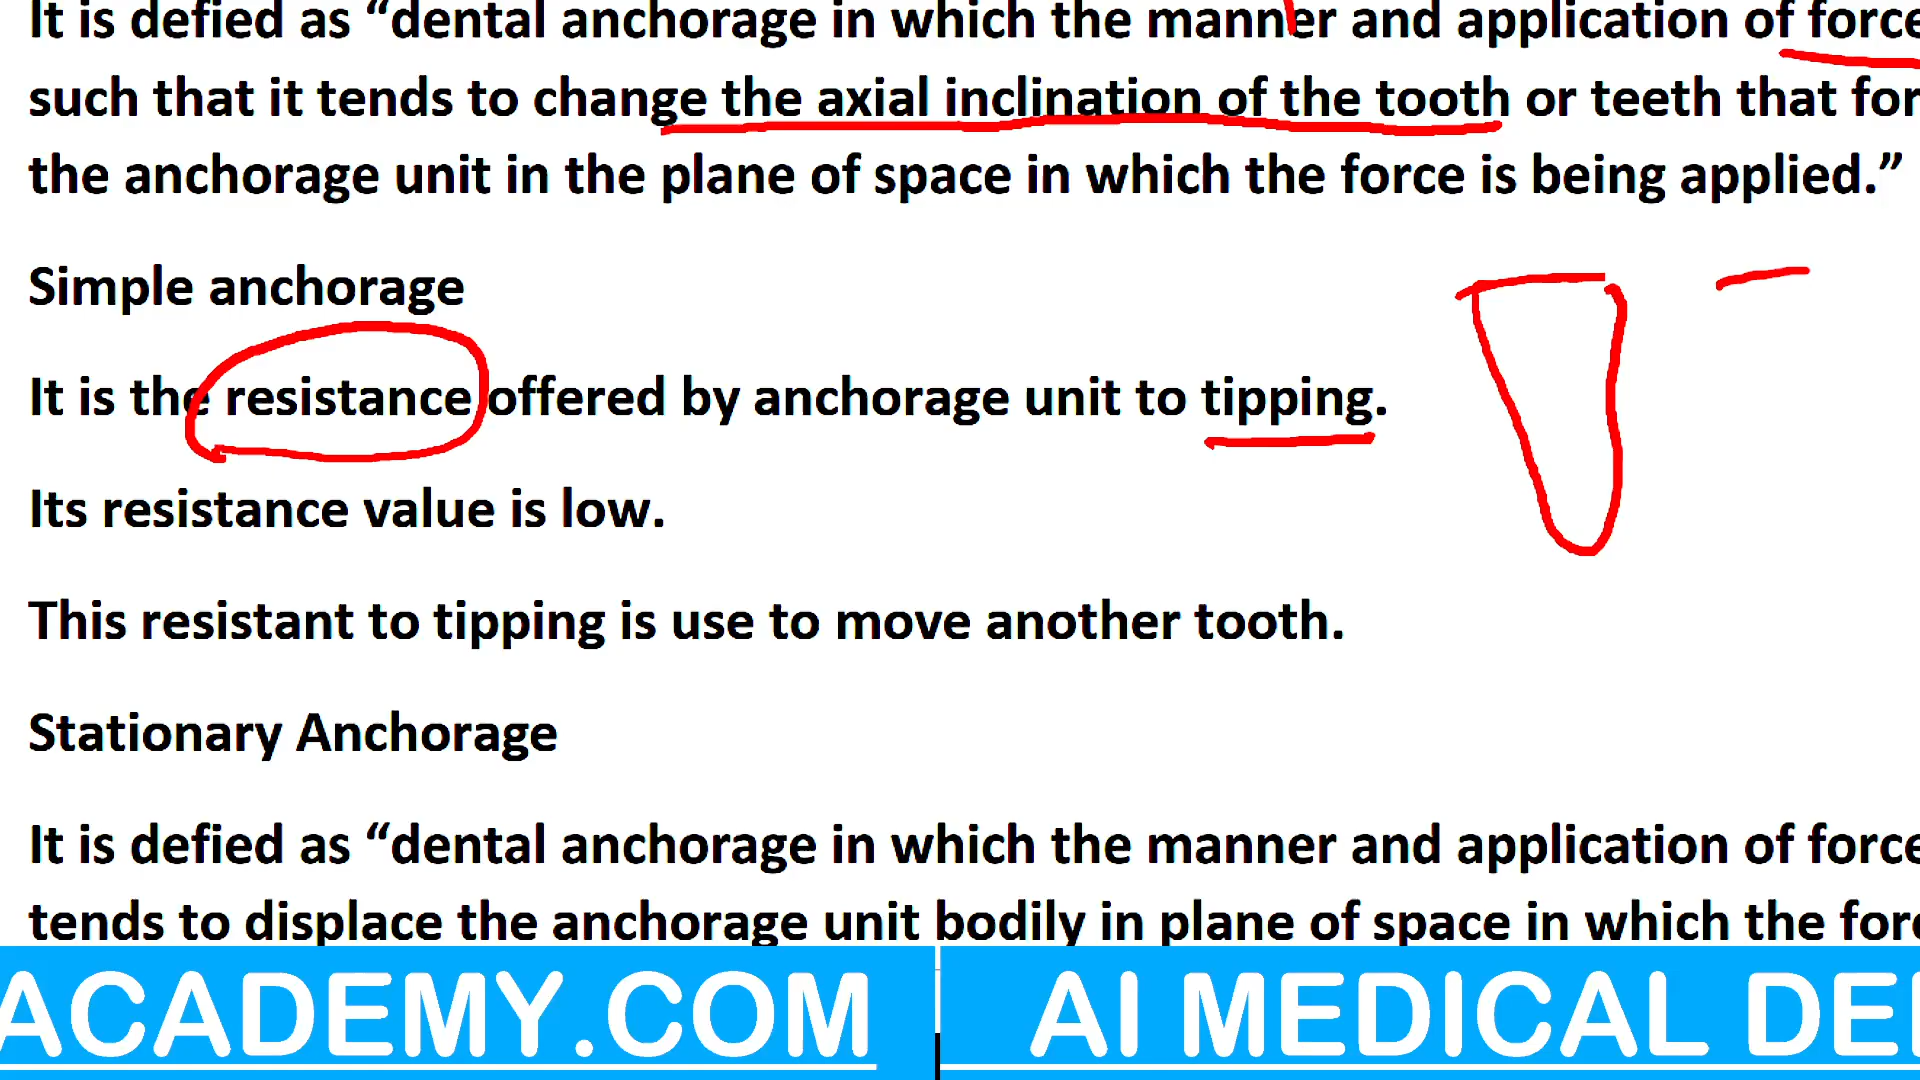 It is defied as “dental anchorage in which the manner and application of force
such that it tends to change the axial inclination of the tooth or teeth that for
the anchorage unit in the plane of space in which the force is being applied.”
Simple anchorage
It is the resistance offered by anchorage unit to tipping.
Its resistance value is low.
This resistant to tipping is use to move another tooth.
Stationary Anchorage
It is defied as “dental anchorage in which the manner and application of force
tends to displace the anchorage unit bodily in plane of space in which the for
ACADEMY.COM AI MEDICAL DE